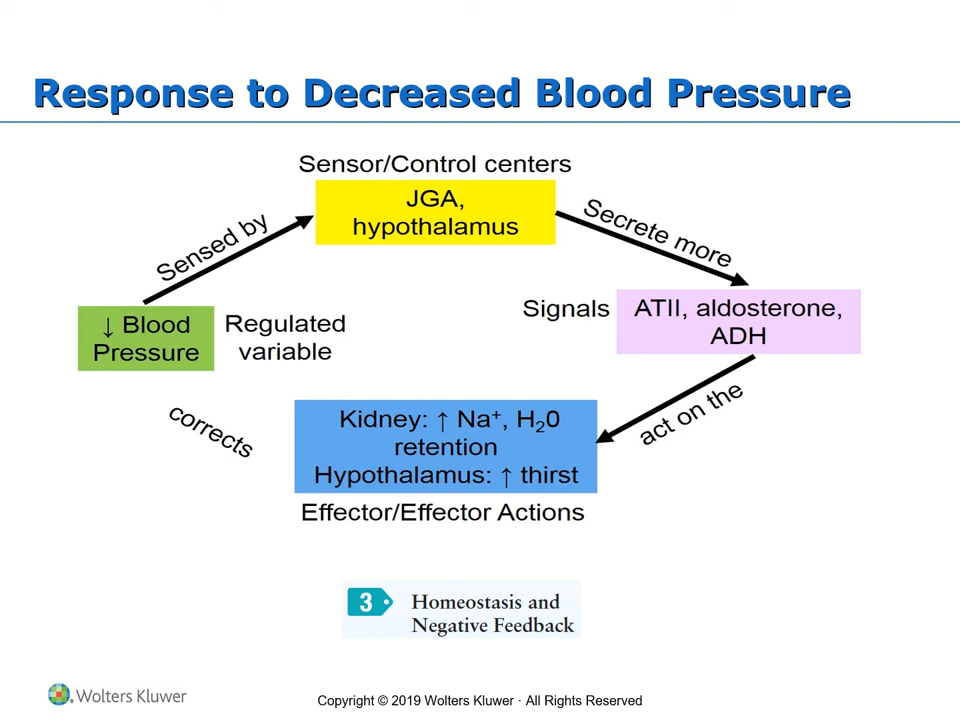 Response to Decreased Blood Pressure
Sensor/Control centers
JGA,
hypothalamus
Sensed by
Secrete more
↓ Blood
Pressure
Regulated
variable
Signals
ATII, aldosterone,
ADH
corrects
Kidney: ↑ Na⁺, H₂0
retention
Hypothalamus: ↑ thirst
act on the
Effector/Effector Actions
3 Homeostasis and
Negative Feedback
Wolters Kluwer
Copyright © 2019 Wolters Kluwer · All Rights Reserved